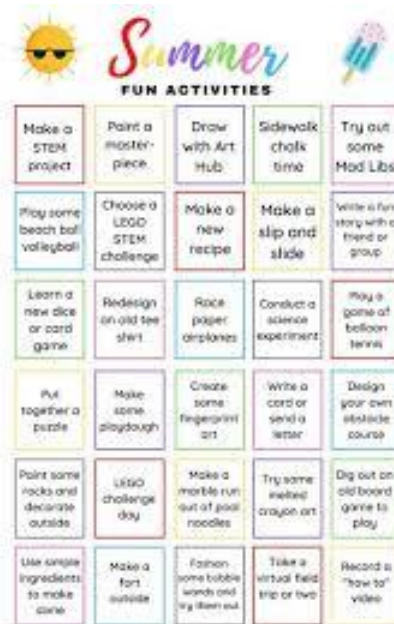 Summer
FUN ACTIVITIES
Make a
STEM
project
Paint a
master-
piece
Draw
with Art
Hub
Sidewalk
chalk
time
Try out
some
Mad Libs
Play some
beach ball
volleyball
Choose a
LEGO
STEM
challenge
Make a
new
recipe
Make a
slip and
slide
Write a fun
story with a
friend or
group
Learn a
new dice
or card
game
Redesign
an old tee
shirt
Race
paper
airplanes
Conduct a
science
experiment
Play a
game of
balloon
tennis
Put
together a
puzzle
Make
some
playdough
Create
some
fingerprint
art
Write a
card or
send a
letter
Design
your own
obstacle
course
Paint some
rocks and
decorate
outside
LEGO
challenge
day
Make a
marble run
out of pool
noodles
Try some
melted
crayon art
Dig out an
old board
game to
play
Use simple
ingredients
to make
Make a
fort
outside
Fashion
some bubble
wands and
try them out
Take a
virtual field
trip or two
Record a
"how to"
video